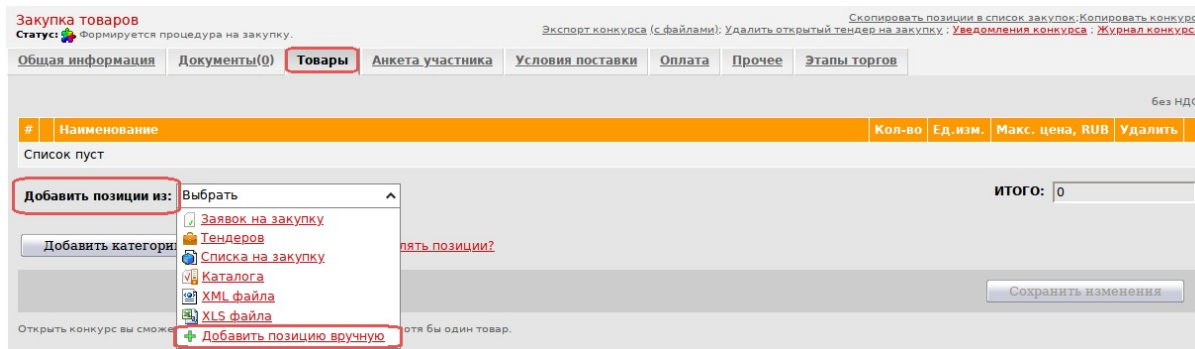 Закупка товаров
Скопировать позиции в список закупок; Копировать конкурс
Статус: Формируется процедура на закупку.
Экспорт конкурса (с файлами); Удалить открытый тендер на закупку ; Уведомления конкурса ; Журнал конкурса
Общая информация Документы(0) Товары Анкета участника Условия поставки Оплата Прочее Этапы торгов
без НДС
# Наименование Кол-во Ед.изм. Макс. цена, RUB Удалить
Список пуст
Добавить позиции из: Выбрать ИТОГО: 0
Заявок на закупку
Тендеров
Добавить категори лять позиции?
Списка на закупку
Каталога
XML файла
Сохранить изменения
XLS файла
Открыть конкурс вы сможе отя бы один товар.
Добавить позицию вручную